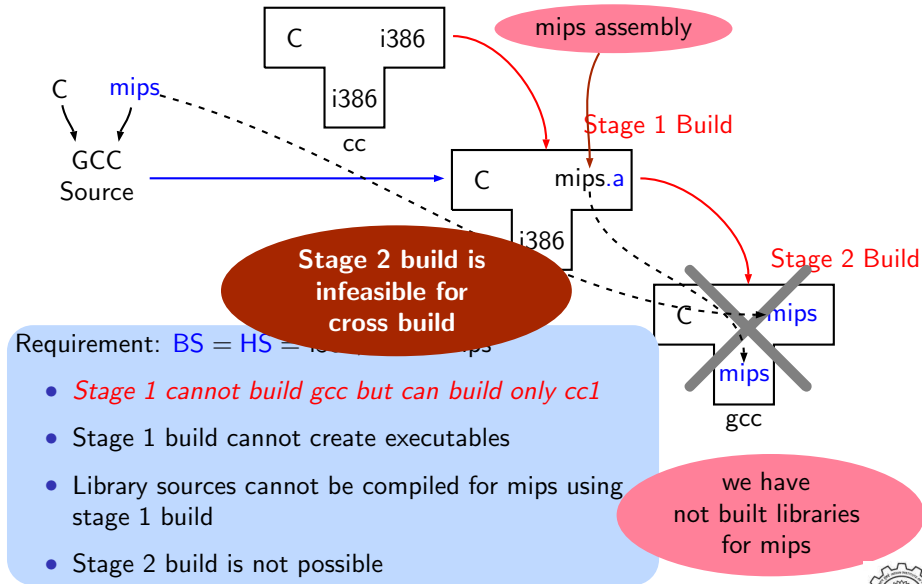 C i386
i386
cc
mips assembly
C mips
GCC
Source
Stage 1 Build
C mips.a
i386
Stage 2 build is
infeasible for
cross build
Stage 2 Build
C mips
mips
gcc
Requirement: BS = HS =
• Stage 1 cannot build gcc but can build only cc1
• Stage 1 build cannot create executables
• Library sources cannot be compiled for mips using
stage 1 build
• Stage 2 build is not possible
we have
not built libraries
for mips